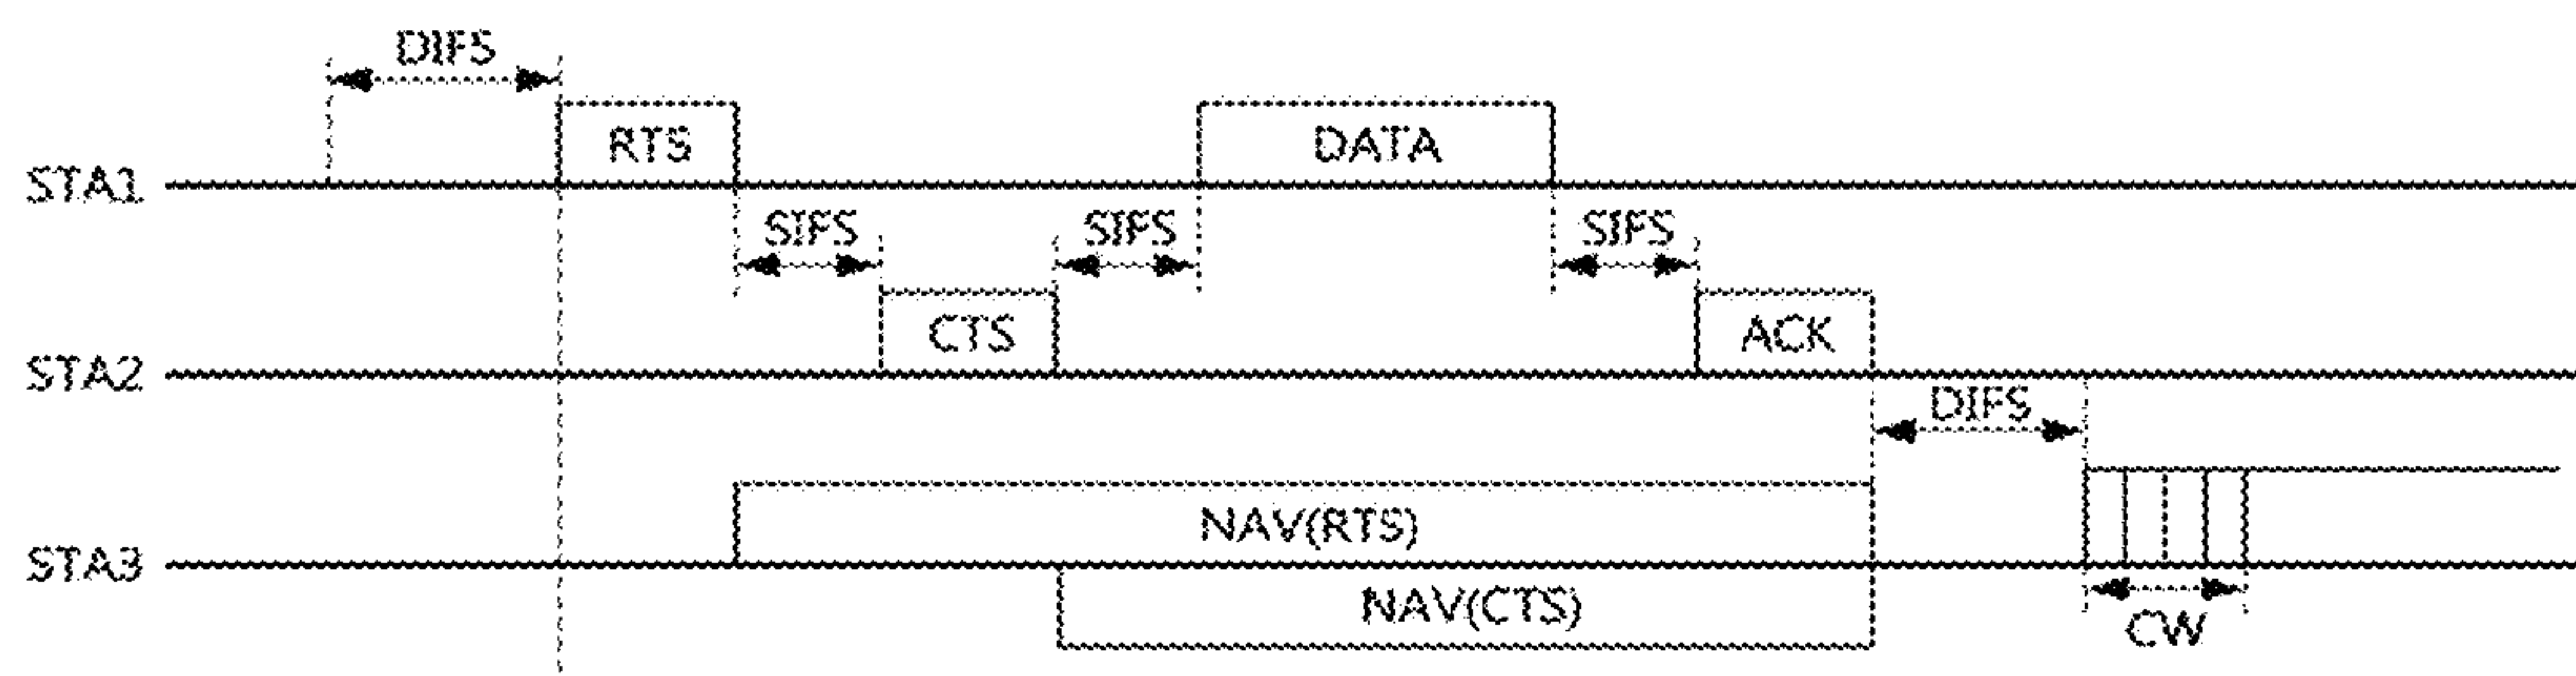 DIFS
RTS
DATA
STA1
SIFS SIFS SIFS
CTS
ACK
STA2
DIFS
NAV(RTS)
STA3
NAV(CTS)
CW